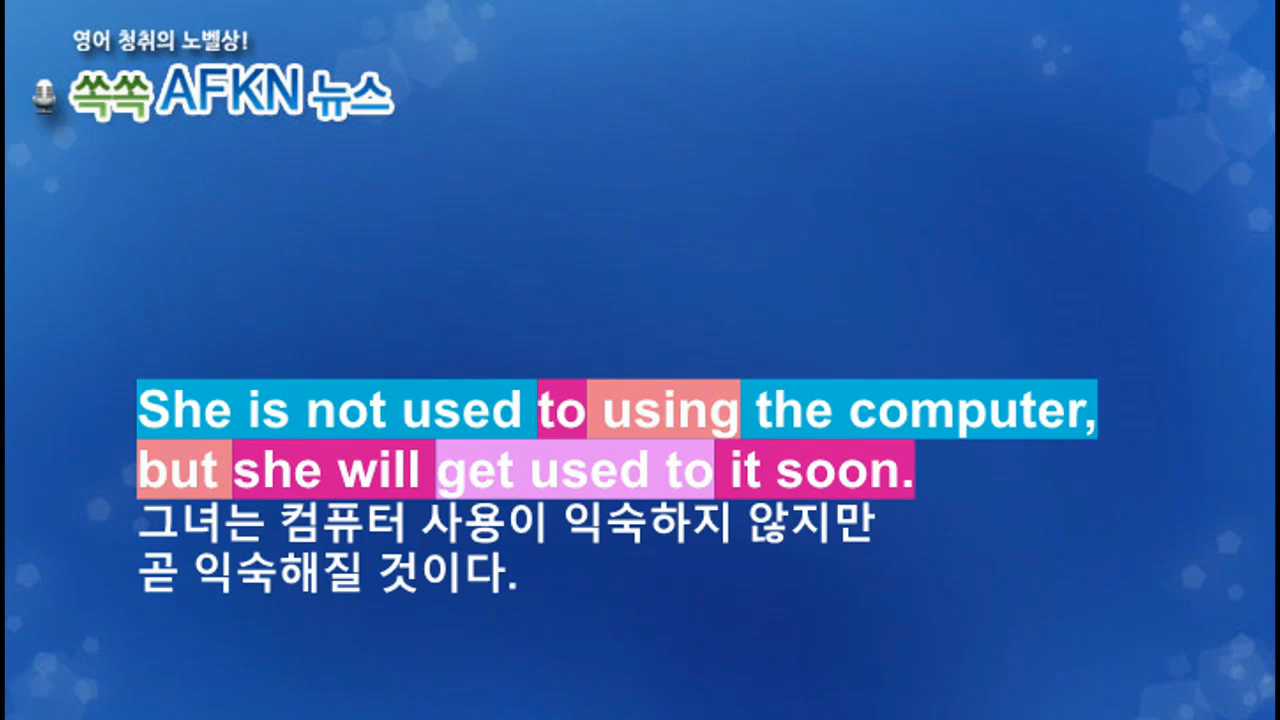 영어 청취의 노벨상!
쏙쏙 AFKN 뉴스
She is not used to using the computer,
but she will get used to it soon.
그녀는 컴퓨터 사용이 익숙하지 않지만
곧 익숙해질 것이다.